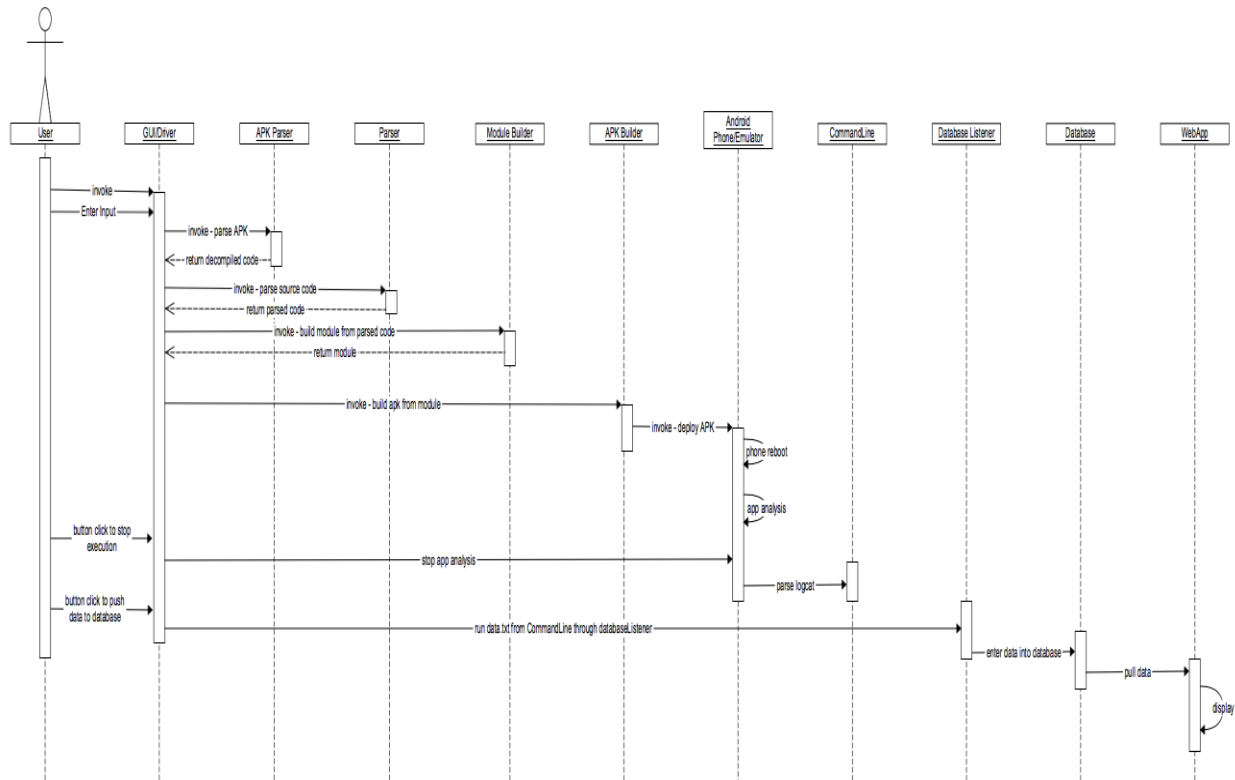 User
GUI/Driver
APK Parser
Parser
Module Builder
APK Builder
Android
Phone/Emulator
CommandLine
Database Listener
Database
WebApp
invoke
Enter Input
invoke - parse APK
return decompiled code
invoke - parse source code
return parsed code
invoke - build module from parsed code
return module
invoke - build apk from module
invoke - deploy APK
phone reboot
app analysis
button click to stop
execution
stop app analysis
parse logcat
button click to push
data to database
run data.txt from CommandLine through databaseListener
enter data into database
pull data
display